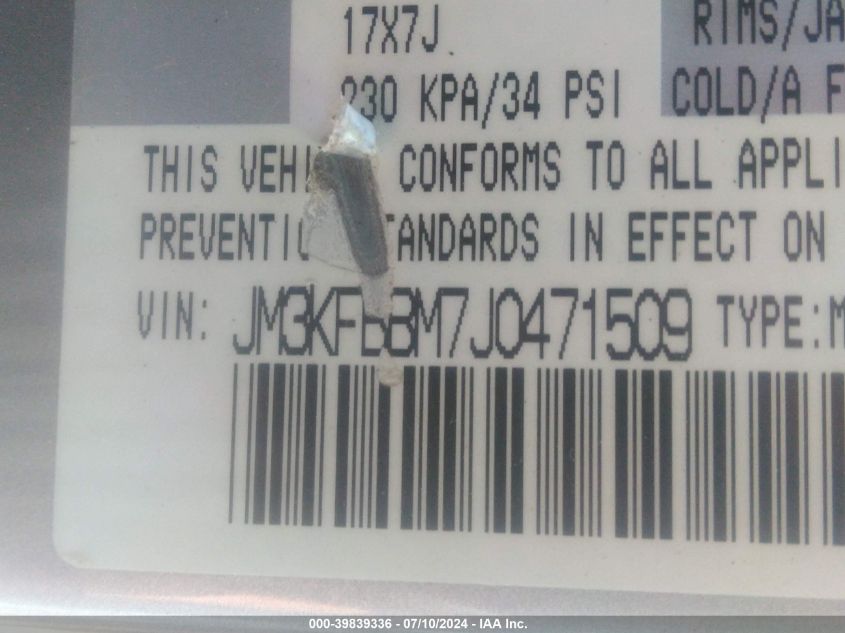 17X7J RIMS/JA
230 KPA/34 PSI COLD/A F
THIS VEHI CONFORMS TO ALL APPLI
PREVENTI TANDARDS IN EFFECT ON
VIN: JM3KFBBM7J0471509 TYPE:M
000-39839336 - 07/10/2024 - IAA Inc.